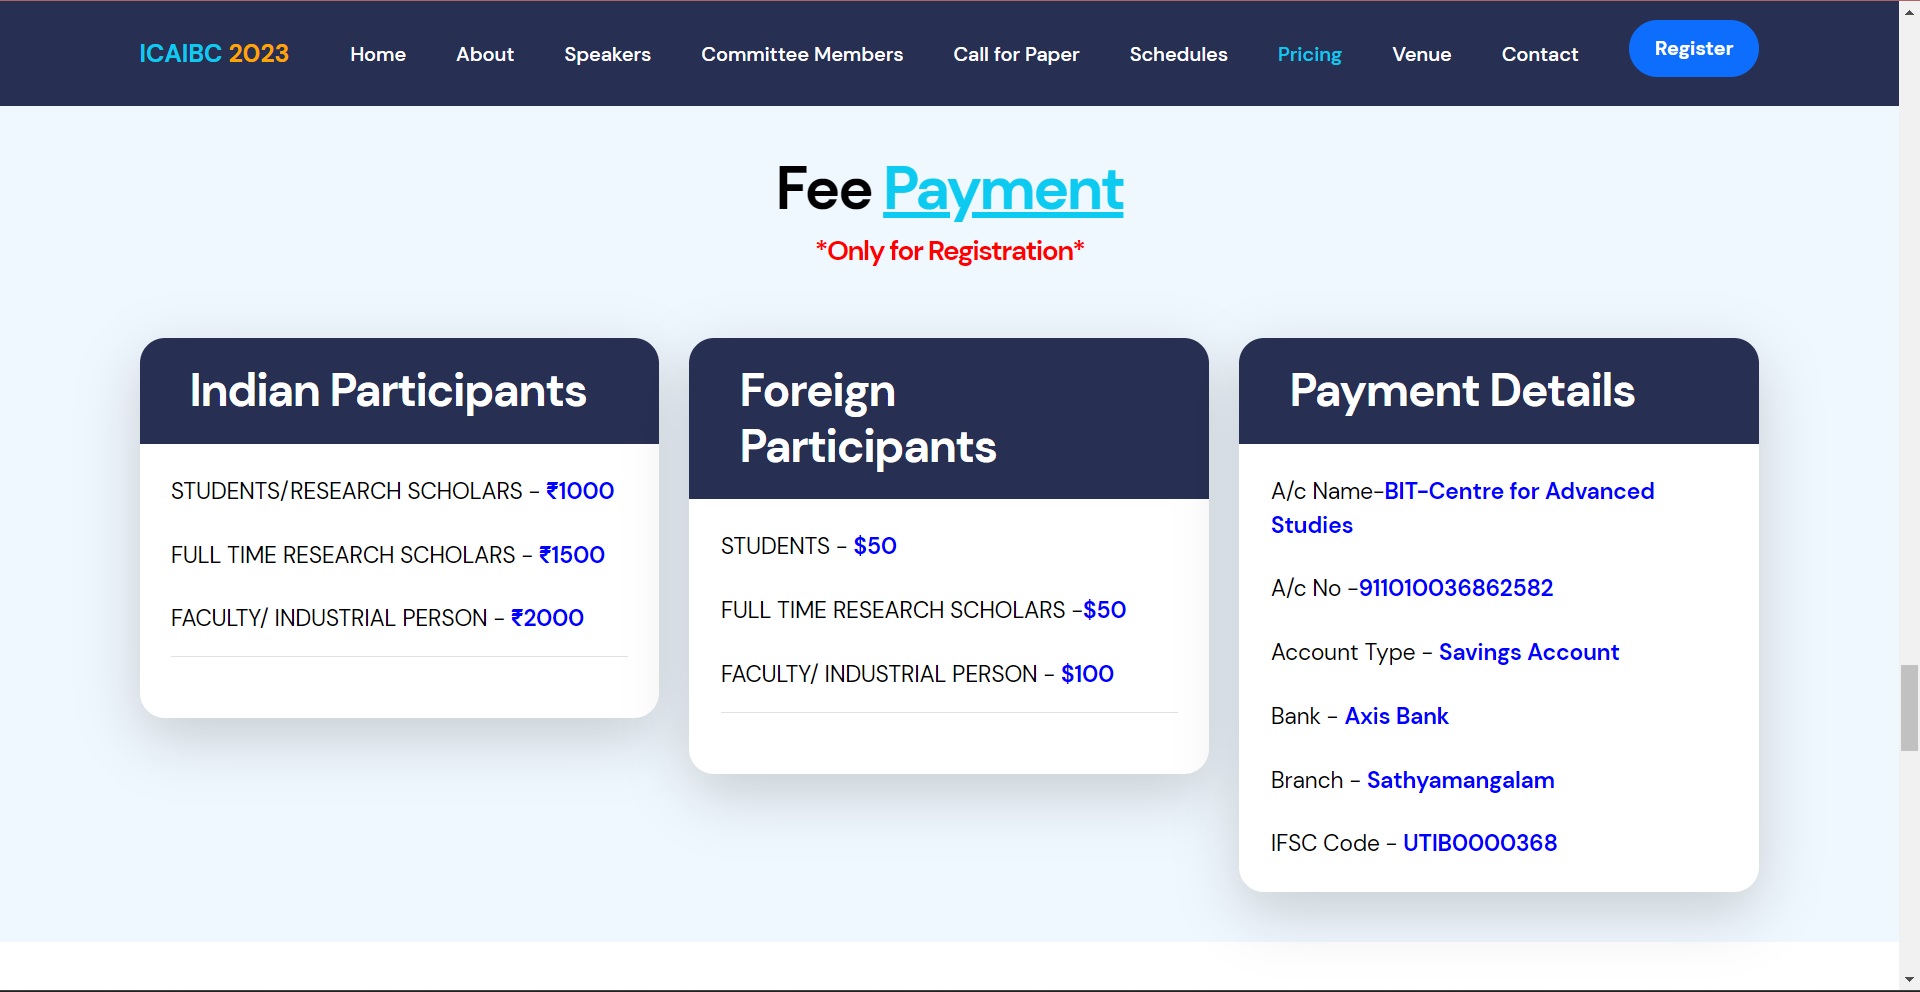 ICAIBC 2023 Home About Speakers Committee Members Call for Paper Schedules Pricing Venue Contact Register
Fee Payment
*Only for Registration*
Indian Participants
STUDENTS/RESEARCH SCHOLARS - ₹1000
FULL TIME RESEARCH SCHOLARS - ₹1500
FACULTY/ INDUSTRIAL PERSON - ₹2000
Foreign
Participants
STUDENTS - $50
FULL TIME RESEARCH SCHOLARS -$50
FACULTY/ INDUSTRIAL PERSON - $100
Payment Details
A/c Name-BIT-Centre for Advanced
Studies
A/c No -911010036862582
Account Type - Savings Account
Bank - Axis Bank
Branch - Sathyamangalam
IFSC Code - UTIB0000368